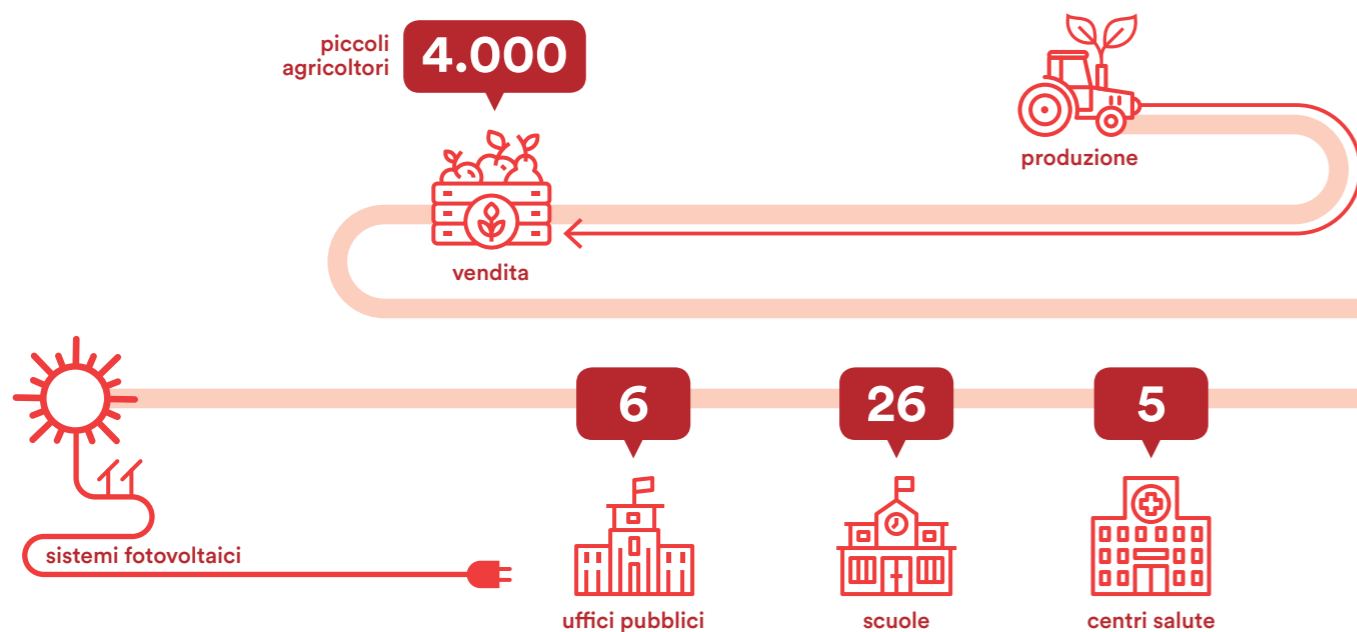 piccoli
agricoltori
4.000
produzione
vendita
6
26
5
sistemi fotovoltaici
uffici pubblici
scuole
centri salute